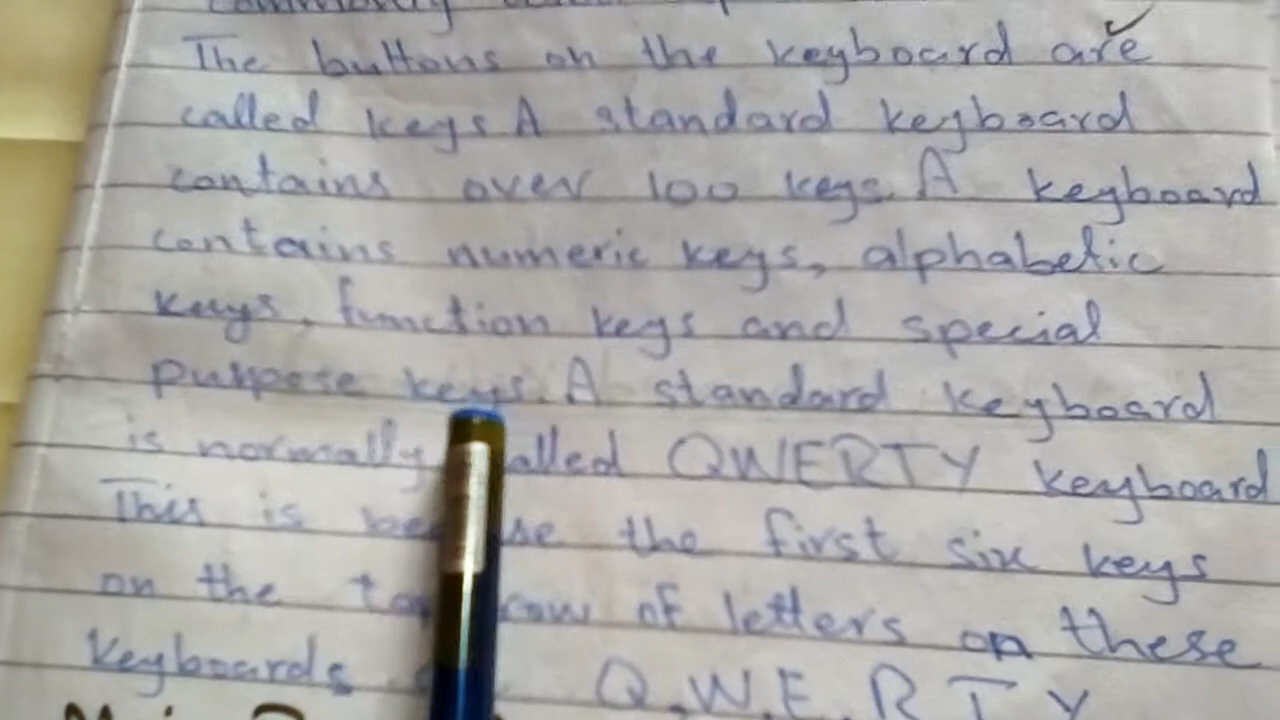 The buttons on the keyboard are
called keys A standard keyboard
contains over 100 keys. A keyboard
contains numeric keys, alphabetic
keys, function keys and special
purpose keys. A standard keyboard
is normally called QWERTY keyboard
This is the first six keys
on the row of letters on these
keyboards Q.W.E.R T Y